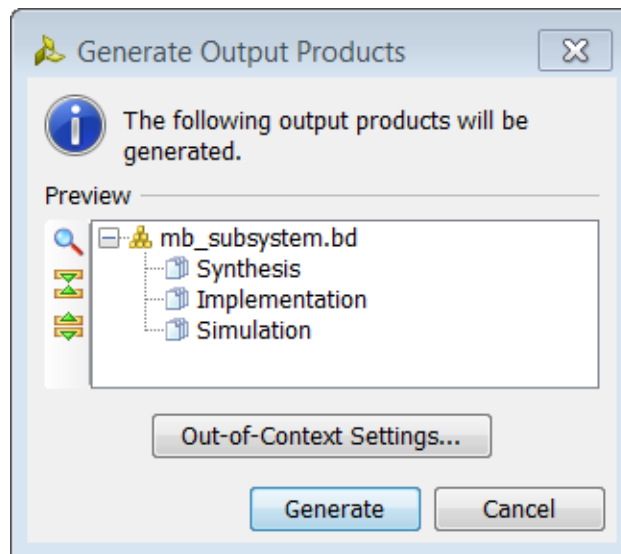 Generate Output Products
The following output products will be
generated.
Preview
mb_subsystem.bd
Synthesis
Implementation
Simulation
Out-of-Context Settings...
Generate
Cancel